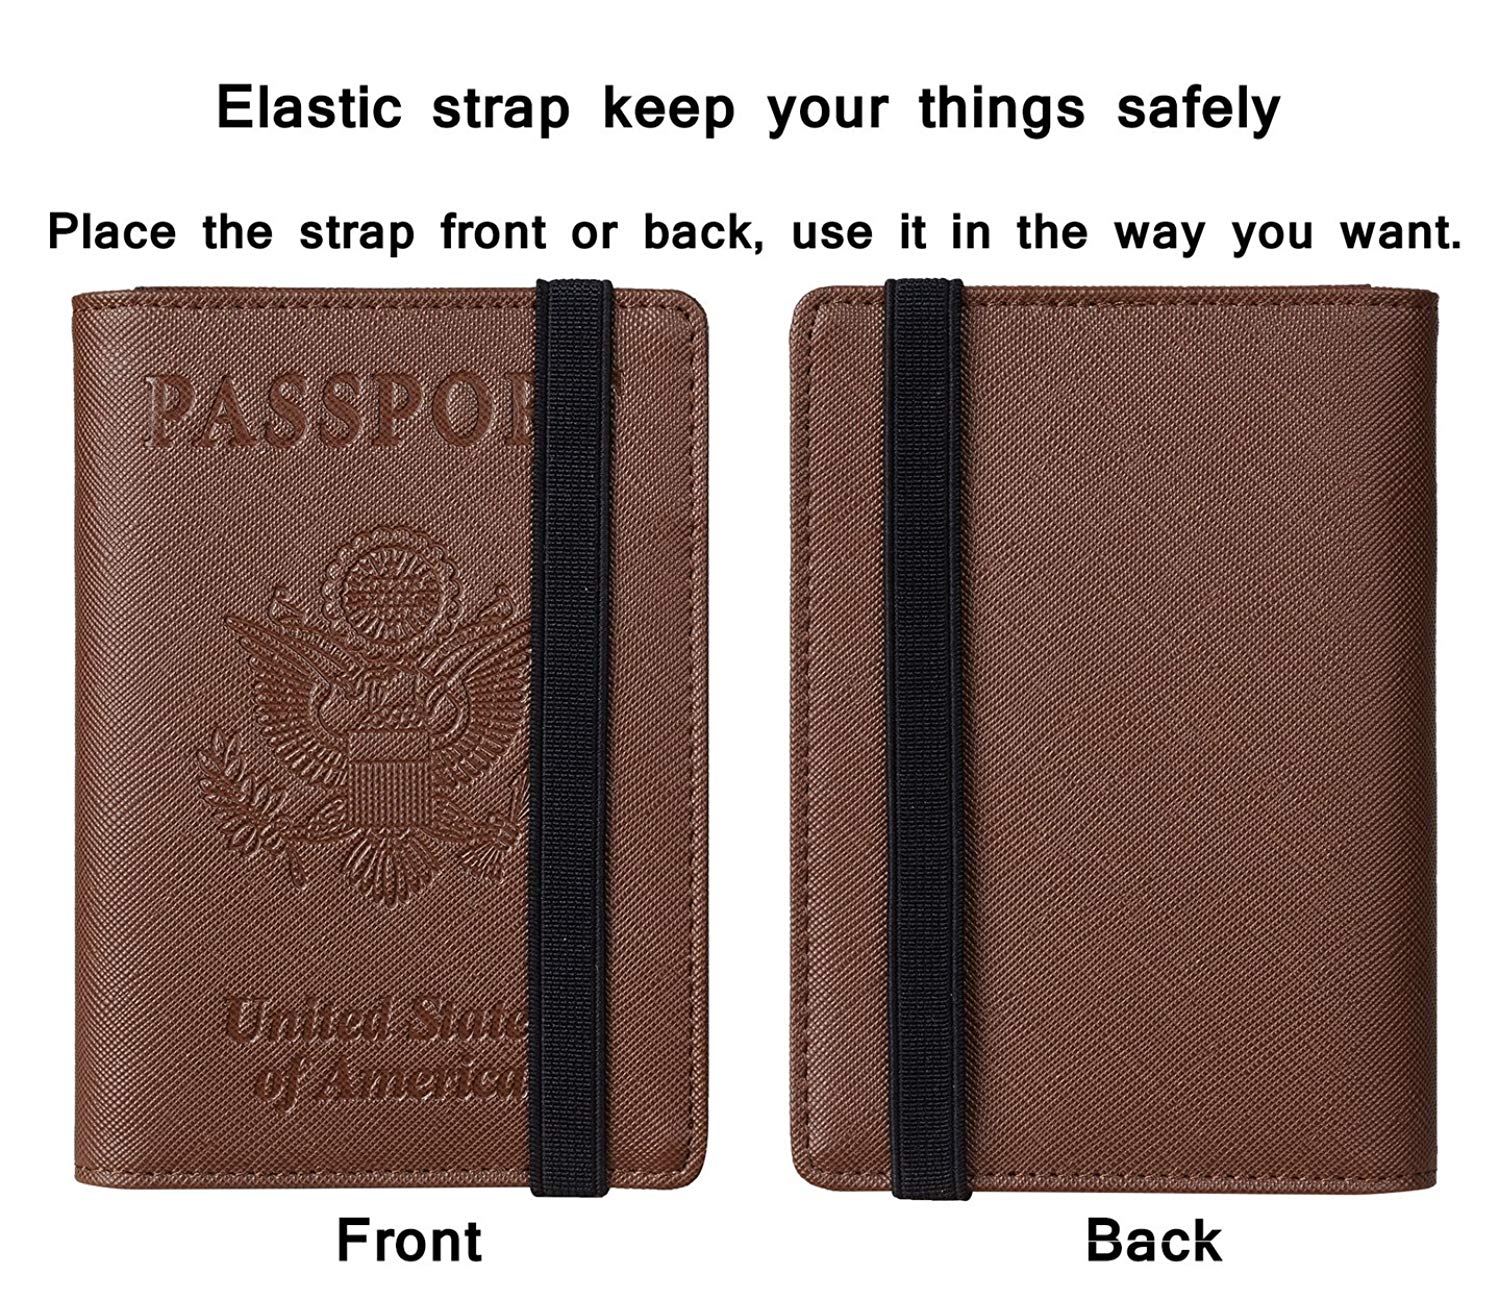 Elastic strap keep your things safely
Place the strap front or back, use it in the way you want.
PASSPOR
United State
of America
Front
Back